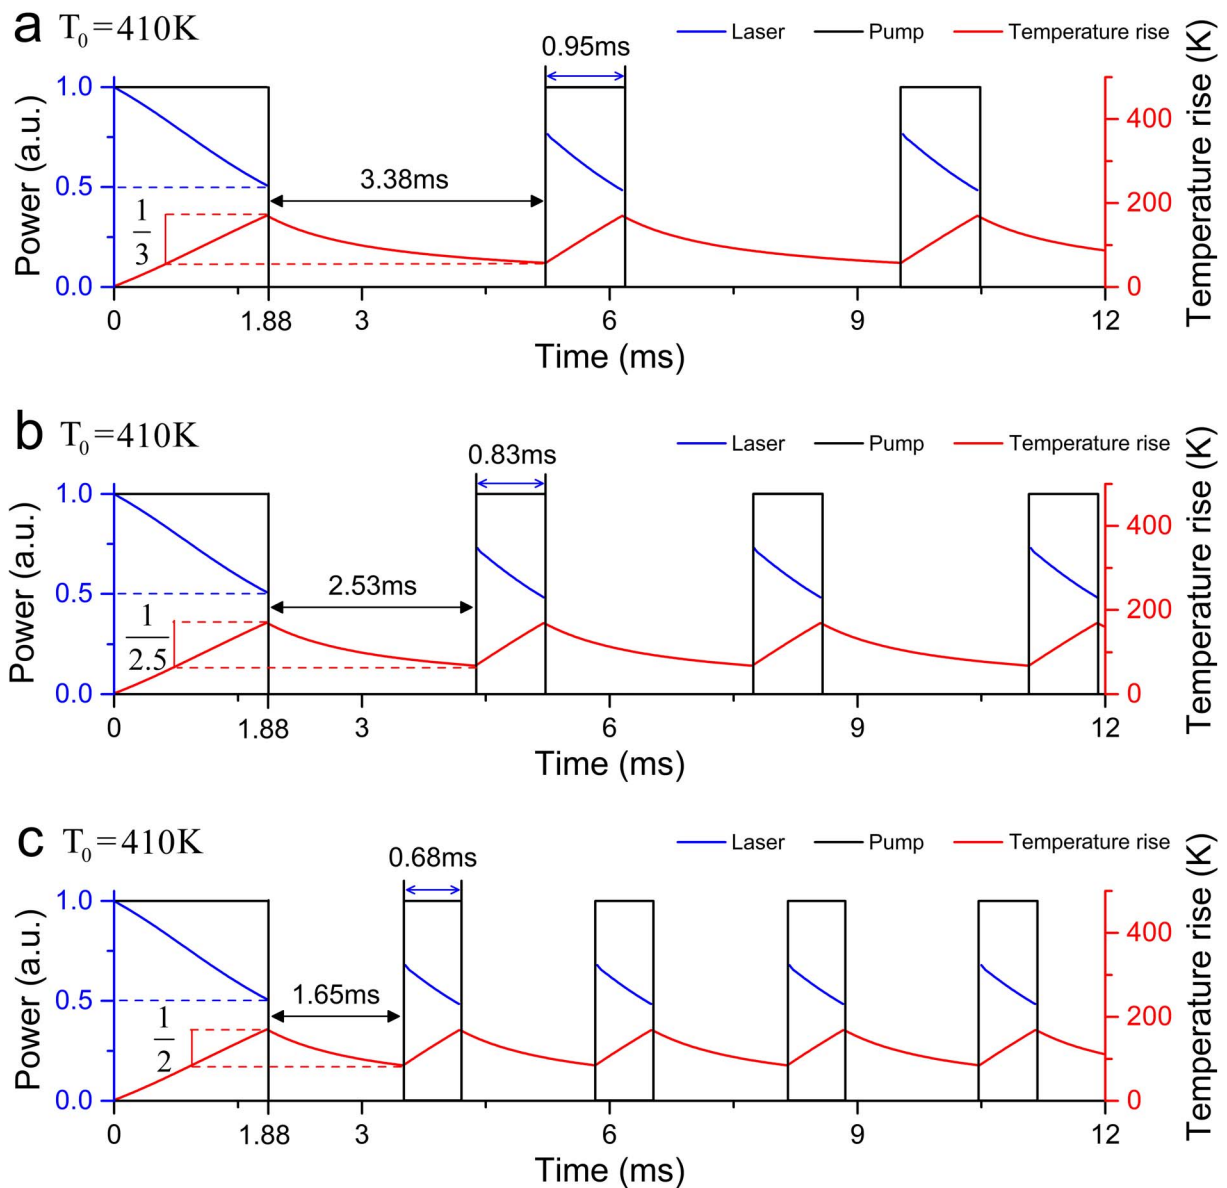 a T₀=410K
Laser Pump Temperature rise
0.95ms
Power (a.u.)
1.0
0.5
0.0
3.38ms
1/3
400
200
0
Temperature rise (K)
0 1.88 3 6 9 12
Time (ms)
b T₀=410K
Laser Pump Temperature rise
0.83ms
Power (a.u.)
1.0
0.5
0.0
2.53ms
1/2.5
400
200
0
Temperature rise (K)
0 1.88 3 6 9 12
Time (ms)
c T₀=410K
Laser Pump Temperature rise
0.68ms
Power (a.u.)
1.0
0.5
0.0
1.65ms
1/2
400
200
0
Temperature rise (K)
0 1.88 3 6 9 12
Time (ms)